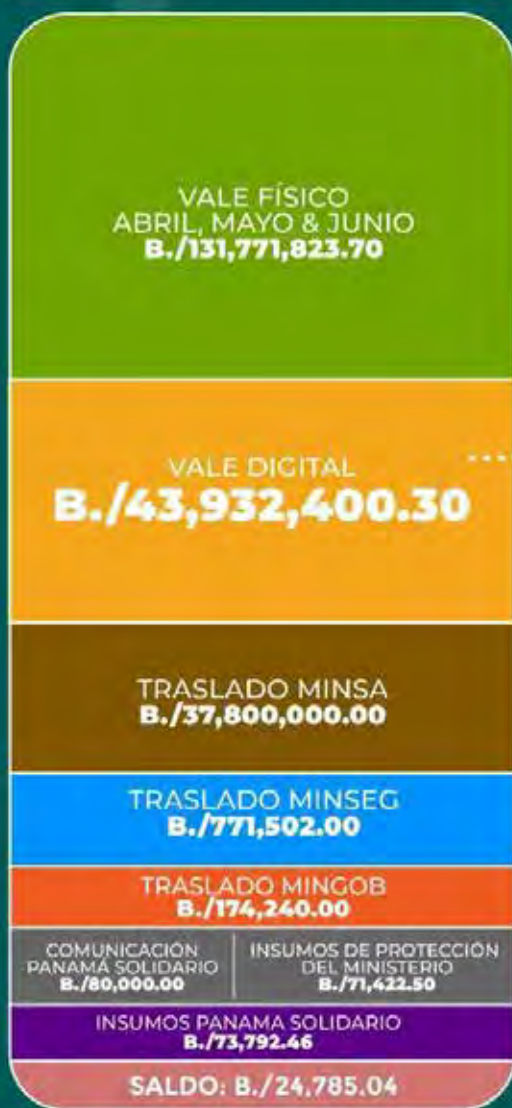 VALE FÍSICO
ABRIL, MAYO & JUNIO
B./131,771,823.70
VALE DIGITAL
B./43,932,400.30
TRASLADO MINSA
B./37,800,000.00
TRASLADO MINSEG
B./771,502.00
TRASLADO MINGOB
B./174,240.00
COMUNICACIÓN
PANAMÁ SOLIDARIO
B./80,000.00
INSUMOS DE PROTECCIÓN
DEL MINISTERIO
B./71,422.50
INSUMOS PANAMA SOLIDARIO
B./73,792.46
SALDO: B./24,785.04